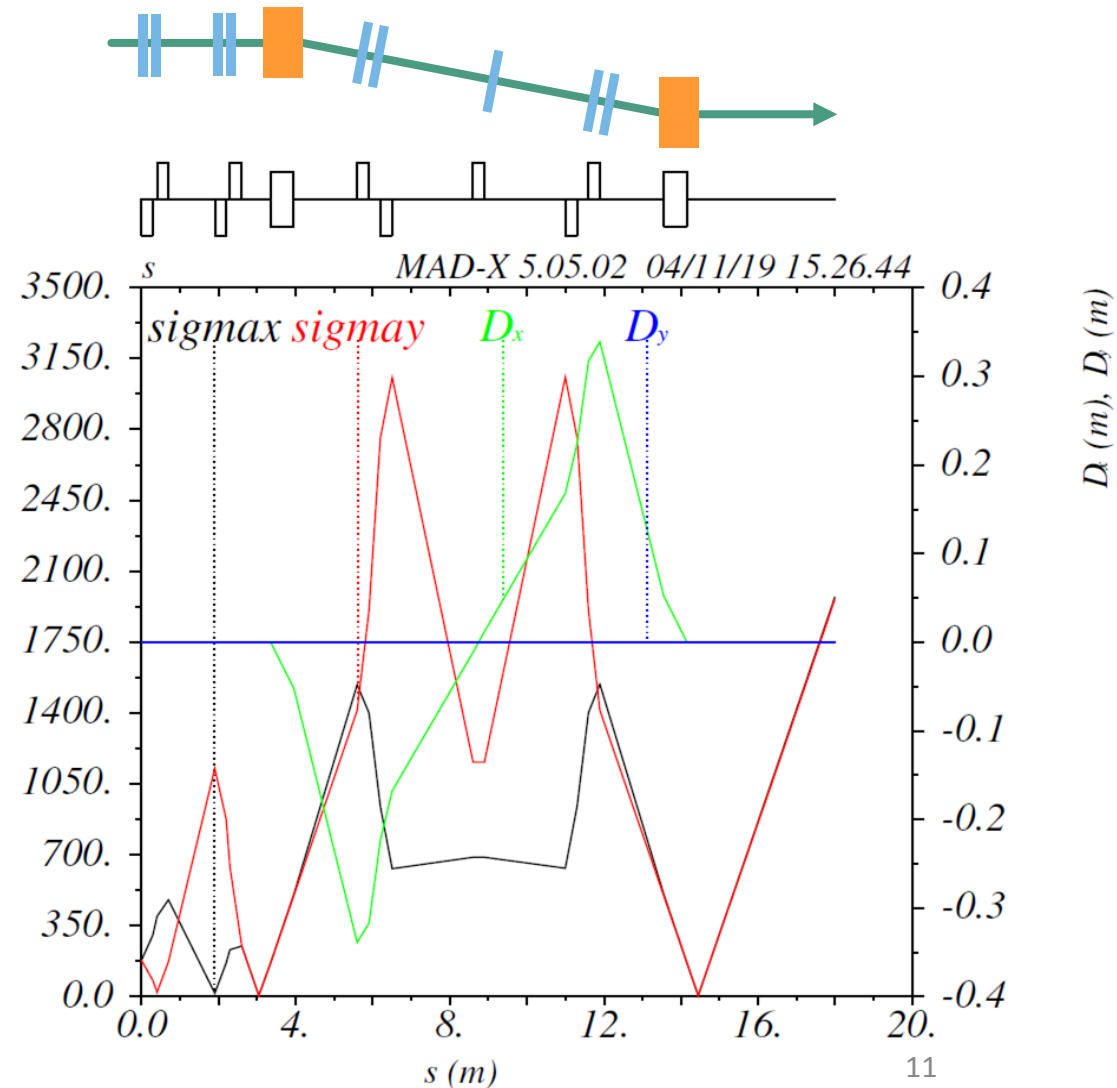 s MAD-X 5.05.02 04/11/19 15.26.44
3500. 0.4
sigmax sigmay Dx Dy
3150. 0.3
2800.
2450. 0.2
2100. 0.1
1750. 0.0
1400. -0.1
1050. -0.2
700.
350. -0.3
0.0 -0.4
0.0 4. 8. 12. 16. 20.
s (m)
Dx (m), Dy (m)
11